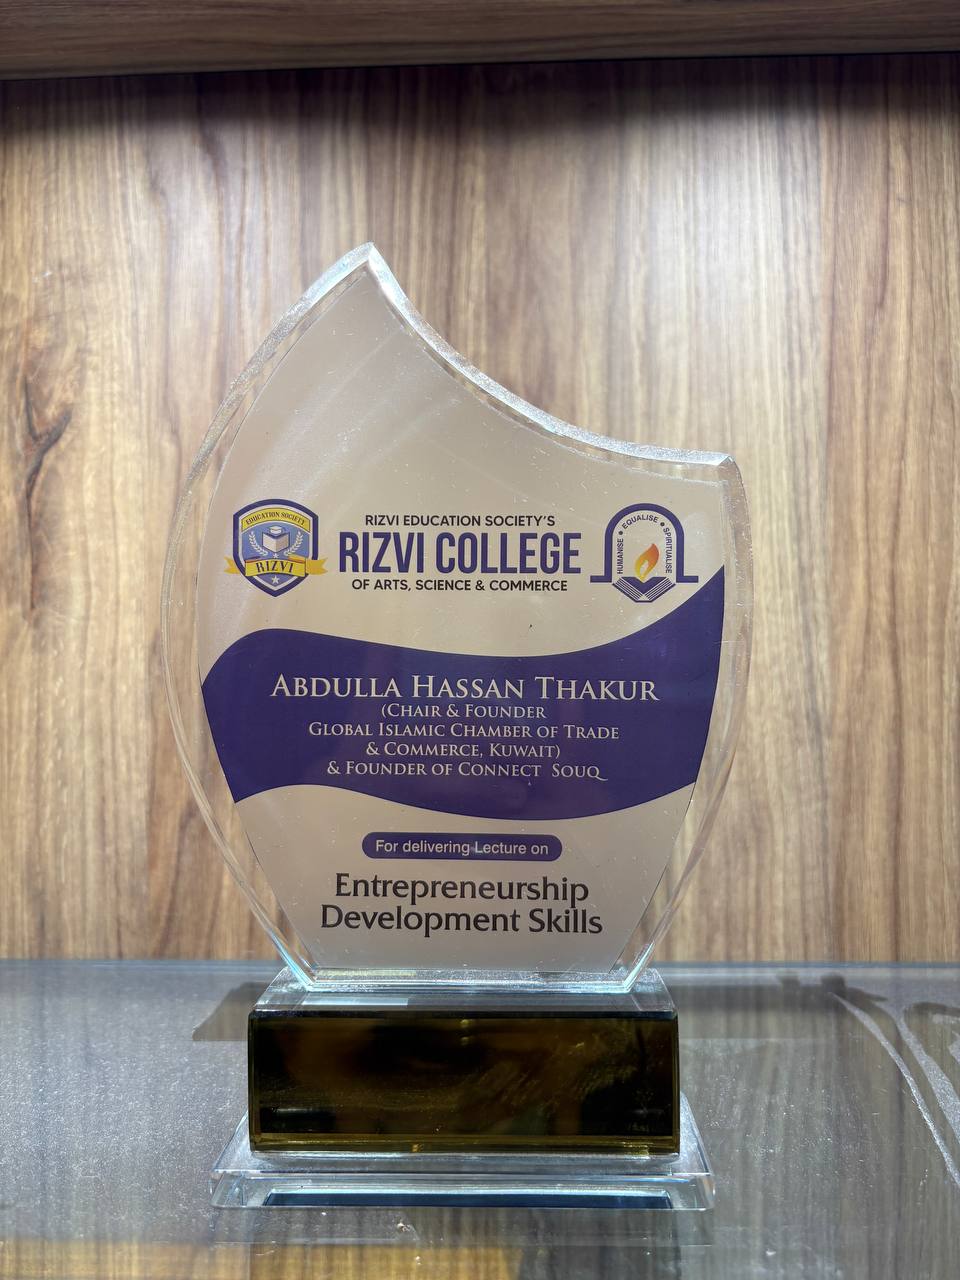 EDUCATION SOCIETY
RIZVI
RIZVI EDUCATION SOCIETY'S
RIZVI COLLEGE
OF ARTS, SCIENCE & COMMERCE
HUMANISE • EQUALISE • SPIRITUALISE
ABDULLA HASSAN THAKUR
(CHAIR & FOUNDER
GLOBAL ISLAMIC CHAMBER OF TRADE
& COMMERCE, KUWAIT)
& FOUNDER OF CONNECT SOUQ
For delivering Lecture on
Entrepreneurship
Development Skills